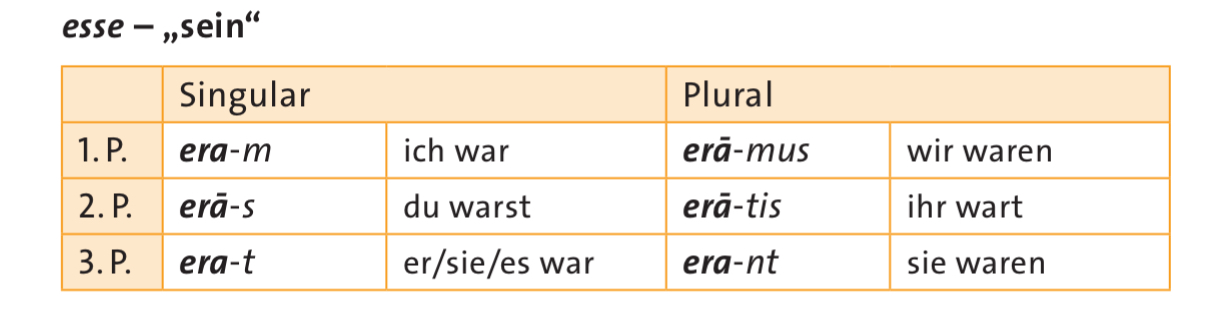 esse – „sein“
Singular Plural
1. P. era-m ich war erā-mus wir waren
2. P. erā-s du warst erā-tis ihr wart
3. P. era-t er/sie/es war era-nt sie waren